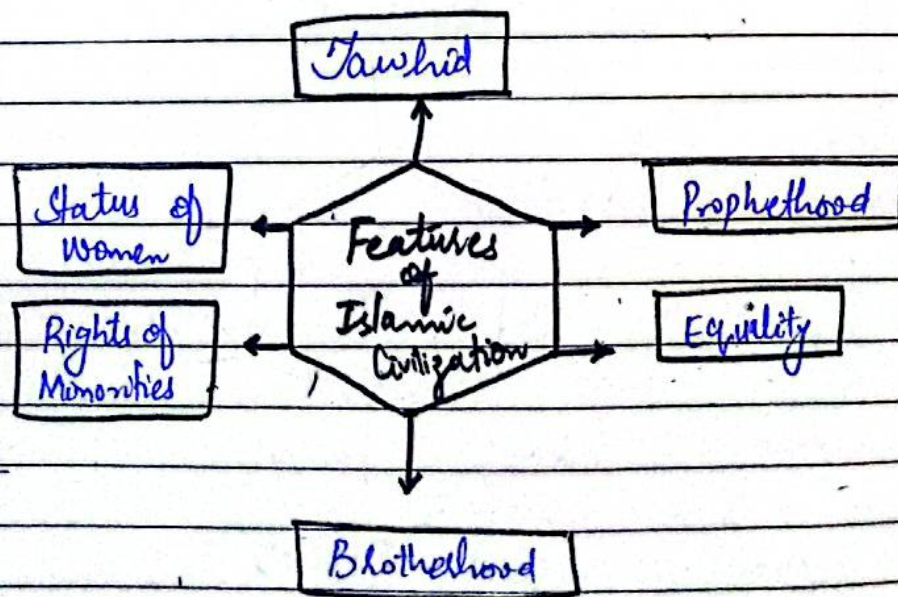 Tawhid
Status of
Women
Prophethood
Features
of
Islamic
Civilization
Rights of
Minorities
Equility
Brotherhood